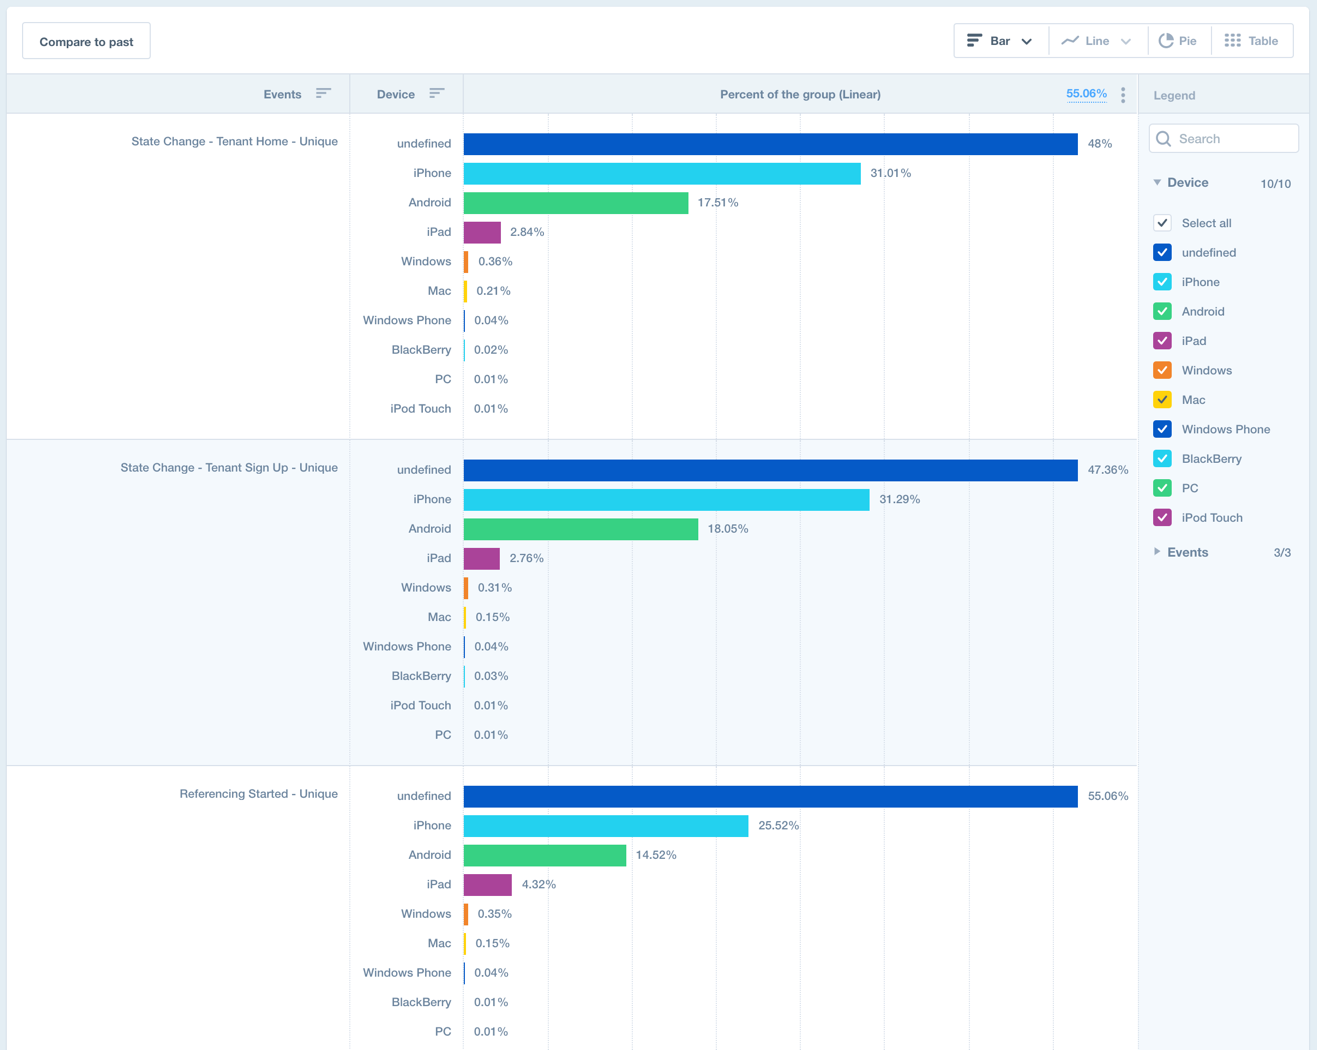 Compare to past
Bar
Line
Pie
Table
Events
Device
Percent of the group (Linear)
55.06%
Legend
State Change - Tenant Home - Unique
undefined 48%
iPhone 31.01%
Android 17.51%
iPad 2.84%
Windows 0.36%
Mac 0.21%
Windows Phone 0.04%
BlackBerry 0.02%
PC 0.01%
iPod Touch 0.01%
State Change - Tenant Sign Up - Unique
undefined 47.36%
iPhone 31.29%
Android 18.05%
iPad 2.76%
Windows 0.31%
Mac 0.15%
Windows Phone 0.04%
BlackBerry 0.03%
iPod Touch 0.01%
PC 0.01%
Referencing Started - Unique
undefined 55.06%
iPhone 25.52%
Android 14.52%
iPad 4.32%
Windows 0.35%
Mac 0.15%
Windows Phone 0.04%
BlackBerry 0.01%
PC 0.01%
Search
Device 10/10
Select all
undefined
iPhone
Android
iPad
Windows
Mac
Windows Phone
BlackBerry
PC
iPod Touch
Events 3/3